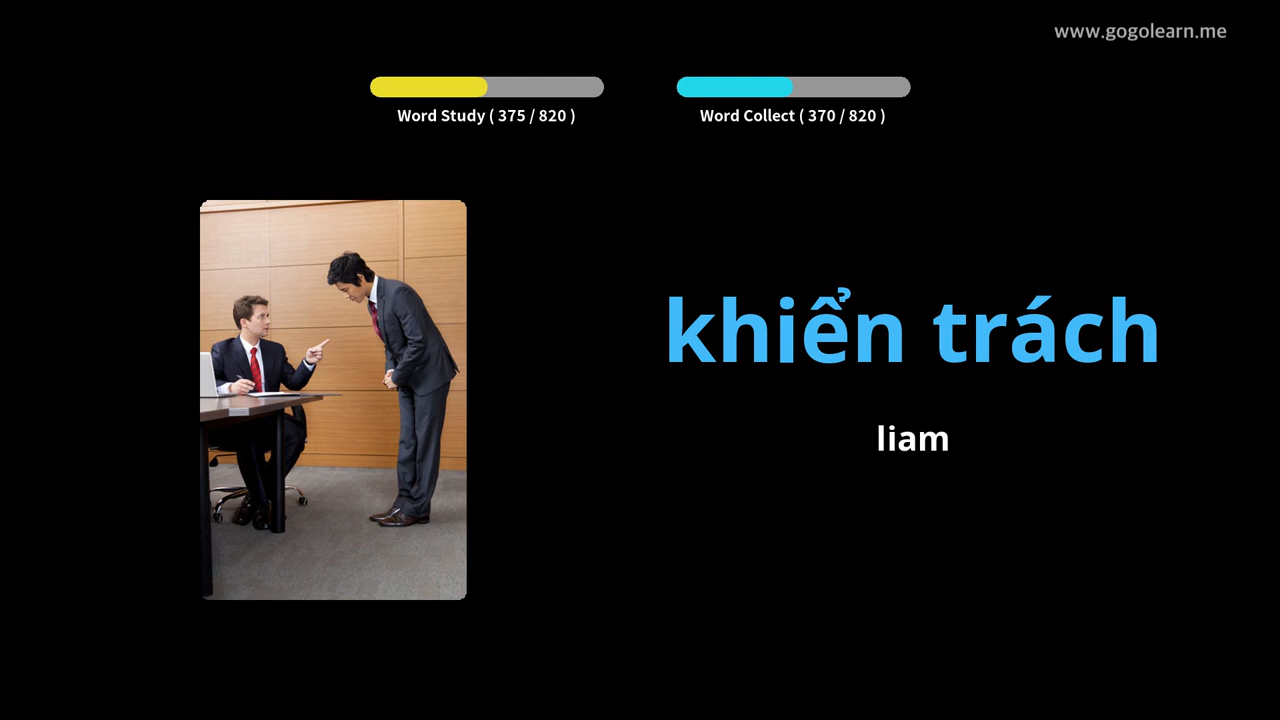 www.gogolearn.me
Word Study ( 375 / 820 )
Word Collect ( 370 / 820 )
khiển trách
liam